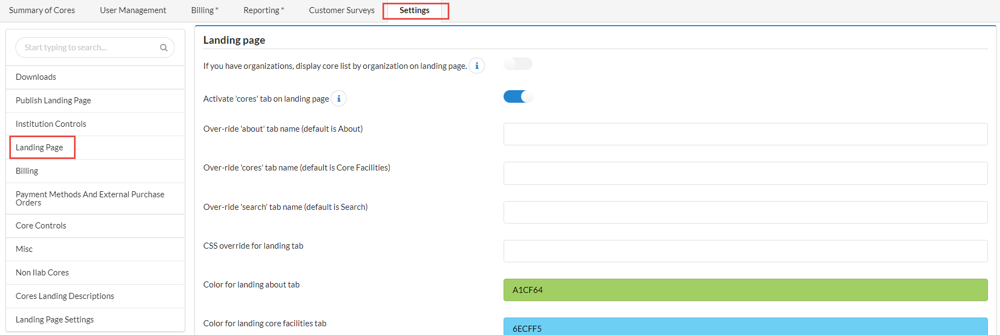 Summary of Cores
User Management
Billing *
Reporting *
Customer Surveys
Settings
Start typing to search...
Downloads
Publish Landing Page
Institution Controls
Landing Page
Billing
Payment Methods And External Purchase
Orders
Core Controls
Misc
Non Ilab Cores
Cores Landing Descriptions
Landing Page Settings
Landing page
If you have organizations, display core list by organization on landing page.
i
Activate 'cores' tab on landing page
i
Over-ride 'about' tab name (default is About)
Over-ride 'cores' tab name (default is Core Facilities)
Over-ride 'search' tab name (default is Search)
CSS override for landing tab
Color for landing about tab
A1CF64
Color for landing core facilities tab
6ECFF5